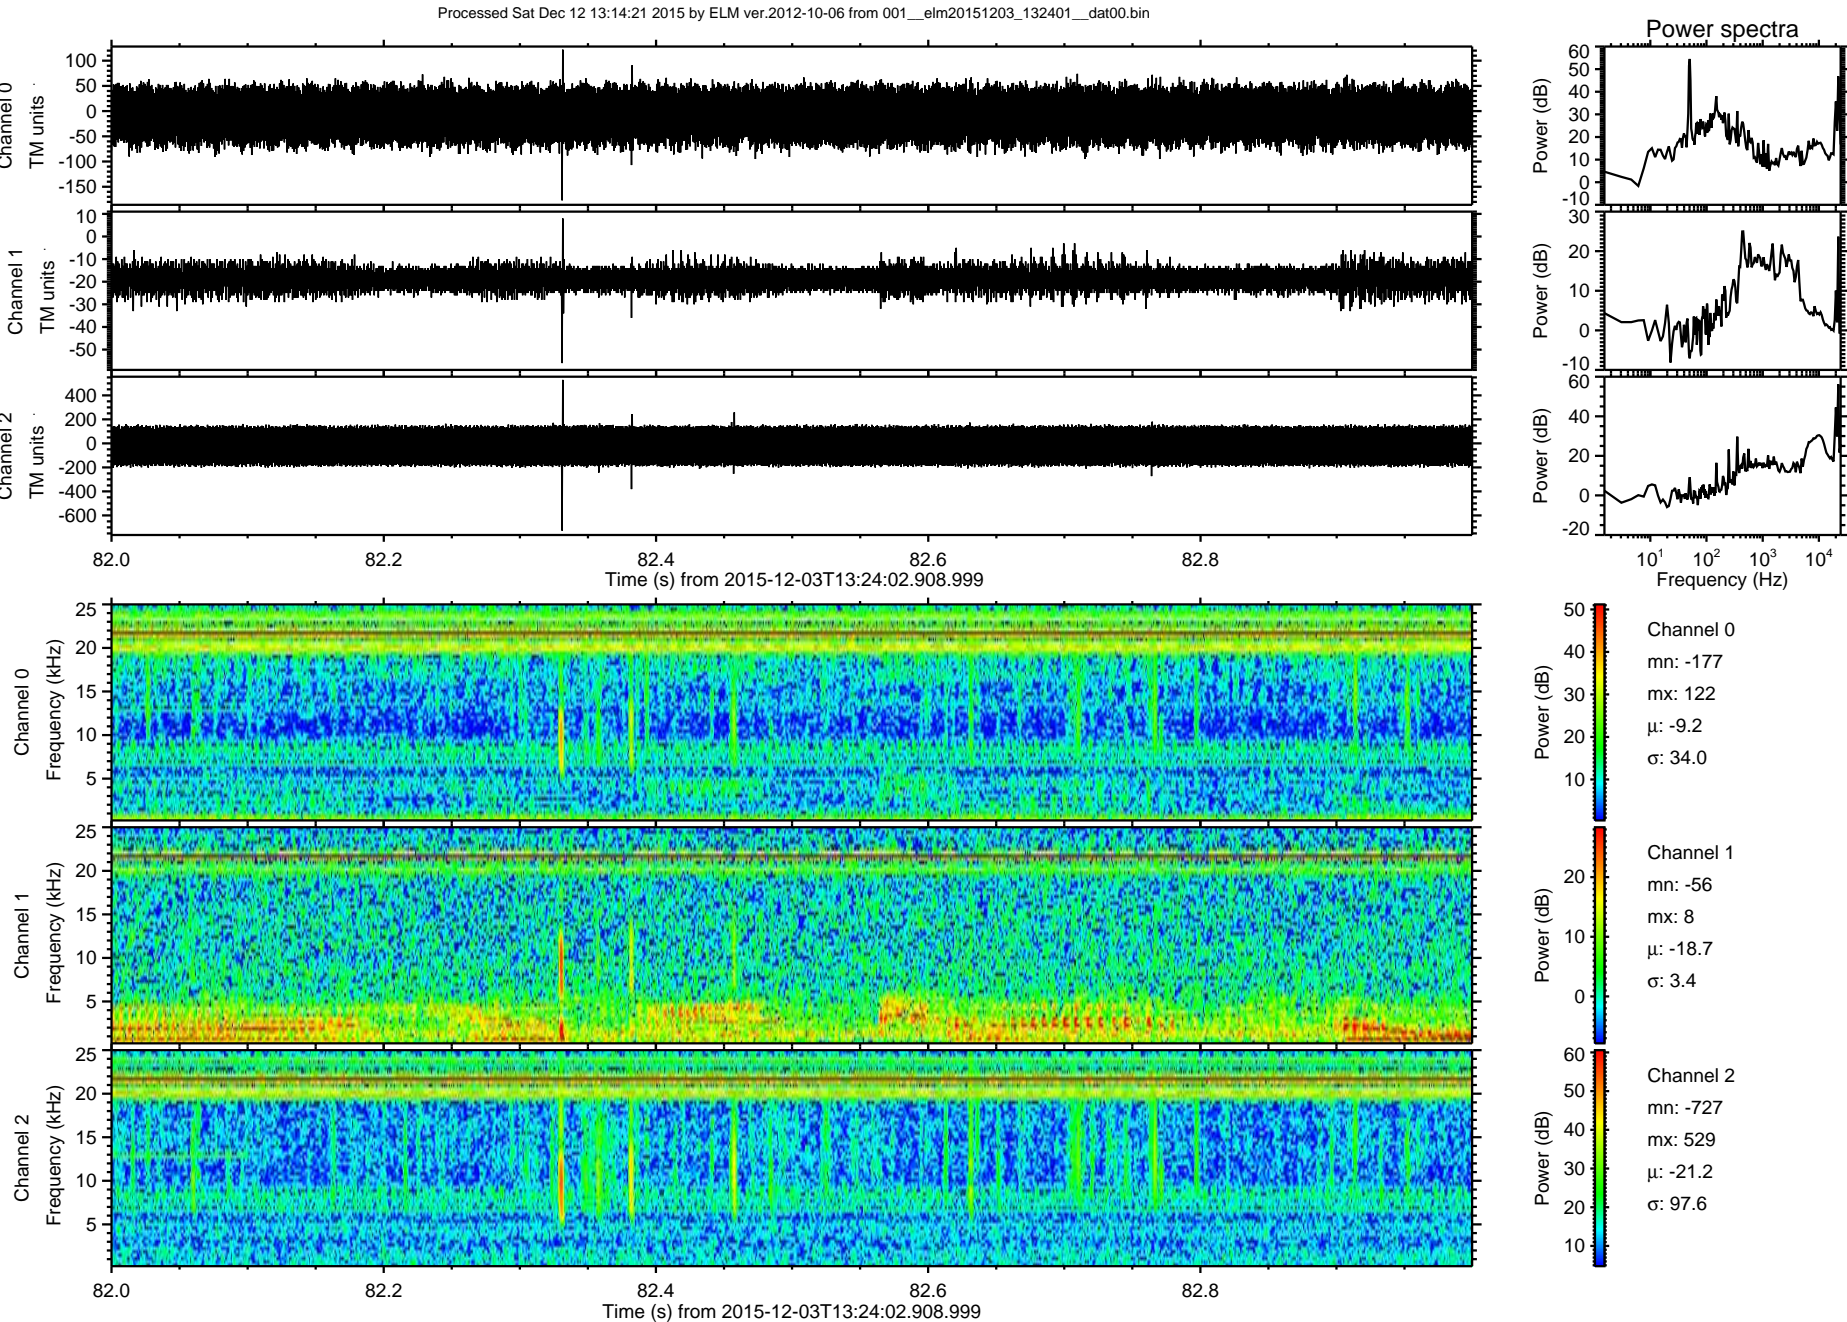 Processed Sat Dec 12 13:14:21 2015 by ELM ver.2012-10-06 from 001__elm20151203_132401__dat00.bin
Power spectra
Channel 0
TM units
100
50
0
-50
-100
-150
Power (dB)
60
50
40
30
20
10
0
-10
Channel 1
TM units
10
0
-10
-20
-30
-40
-50
Power (dB)
30
20
10
0
-10
Channel 2
TM units
400
200
0
-200
-400
-600
Power (dB)
60
40
20
0
-20
82.0 82.2 82.4 82.6 82.8
Time (s) from 2015-12-03T13:24:02.908.999
10^1 10^2 10^3 10^4
Frequency (Hz)
Channel 0
Frequency (kHz)
25
20
15
10
5
Power (dB)
50
40
30
20
10
Channel 0
mn: -177
mx: 122
μ: -9.2
σ: 34.0
Channel 1
Frequency (kHz)
25
20
15
10
5
Power (dB)
20
10
0
Channel 1
mn: -56
mx: 8
μ: -18.7
σ: 3.4
Channel 2
Frequency (kHz)
25
20
15
10
5
Power (dB)
60
50
40
30
20
10
Channel 2
mn: -727
mx: 529
μ: -21.2
σ: 97.6
82.0 82.2 82.4 82.6 82.8
Time (s) from 2015-12-03T13:24:02.908.999